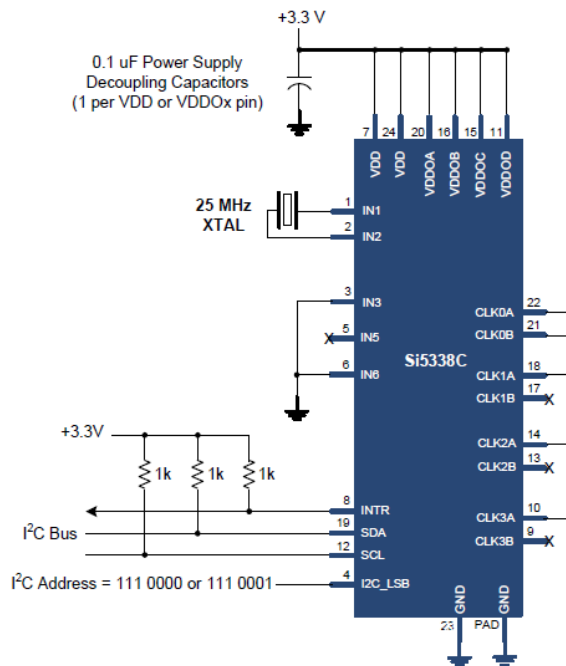 +3.3 V
0.1 uF Power Supply
Decoupling Capacitors
(1 per VDD or VDDOx pin)
7 24 20 16 15 11
VDD VDD VDDOA VDDOB VDDOC VDDOD
25 MHz
XTAL
1 IN1
2 IN2
3 IN3
X 5 IN5
6 IN6
Si5338C
CLK0A 22
CLK0B 21
CLK1A 18
CLK1B 17 X
CLK2A 14
CLK2B 13 X
CLK3A 10
CLK3B 9 X
+3.3V
1k 1k 1k
8 INTR
I²C Bus 19 SDA
12 SCL
I²C Address = 111 0000 or 111 0001 4 I2C_LSB
GND GND
23 PAD